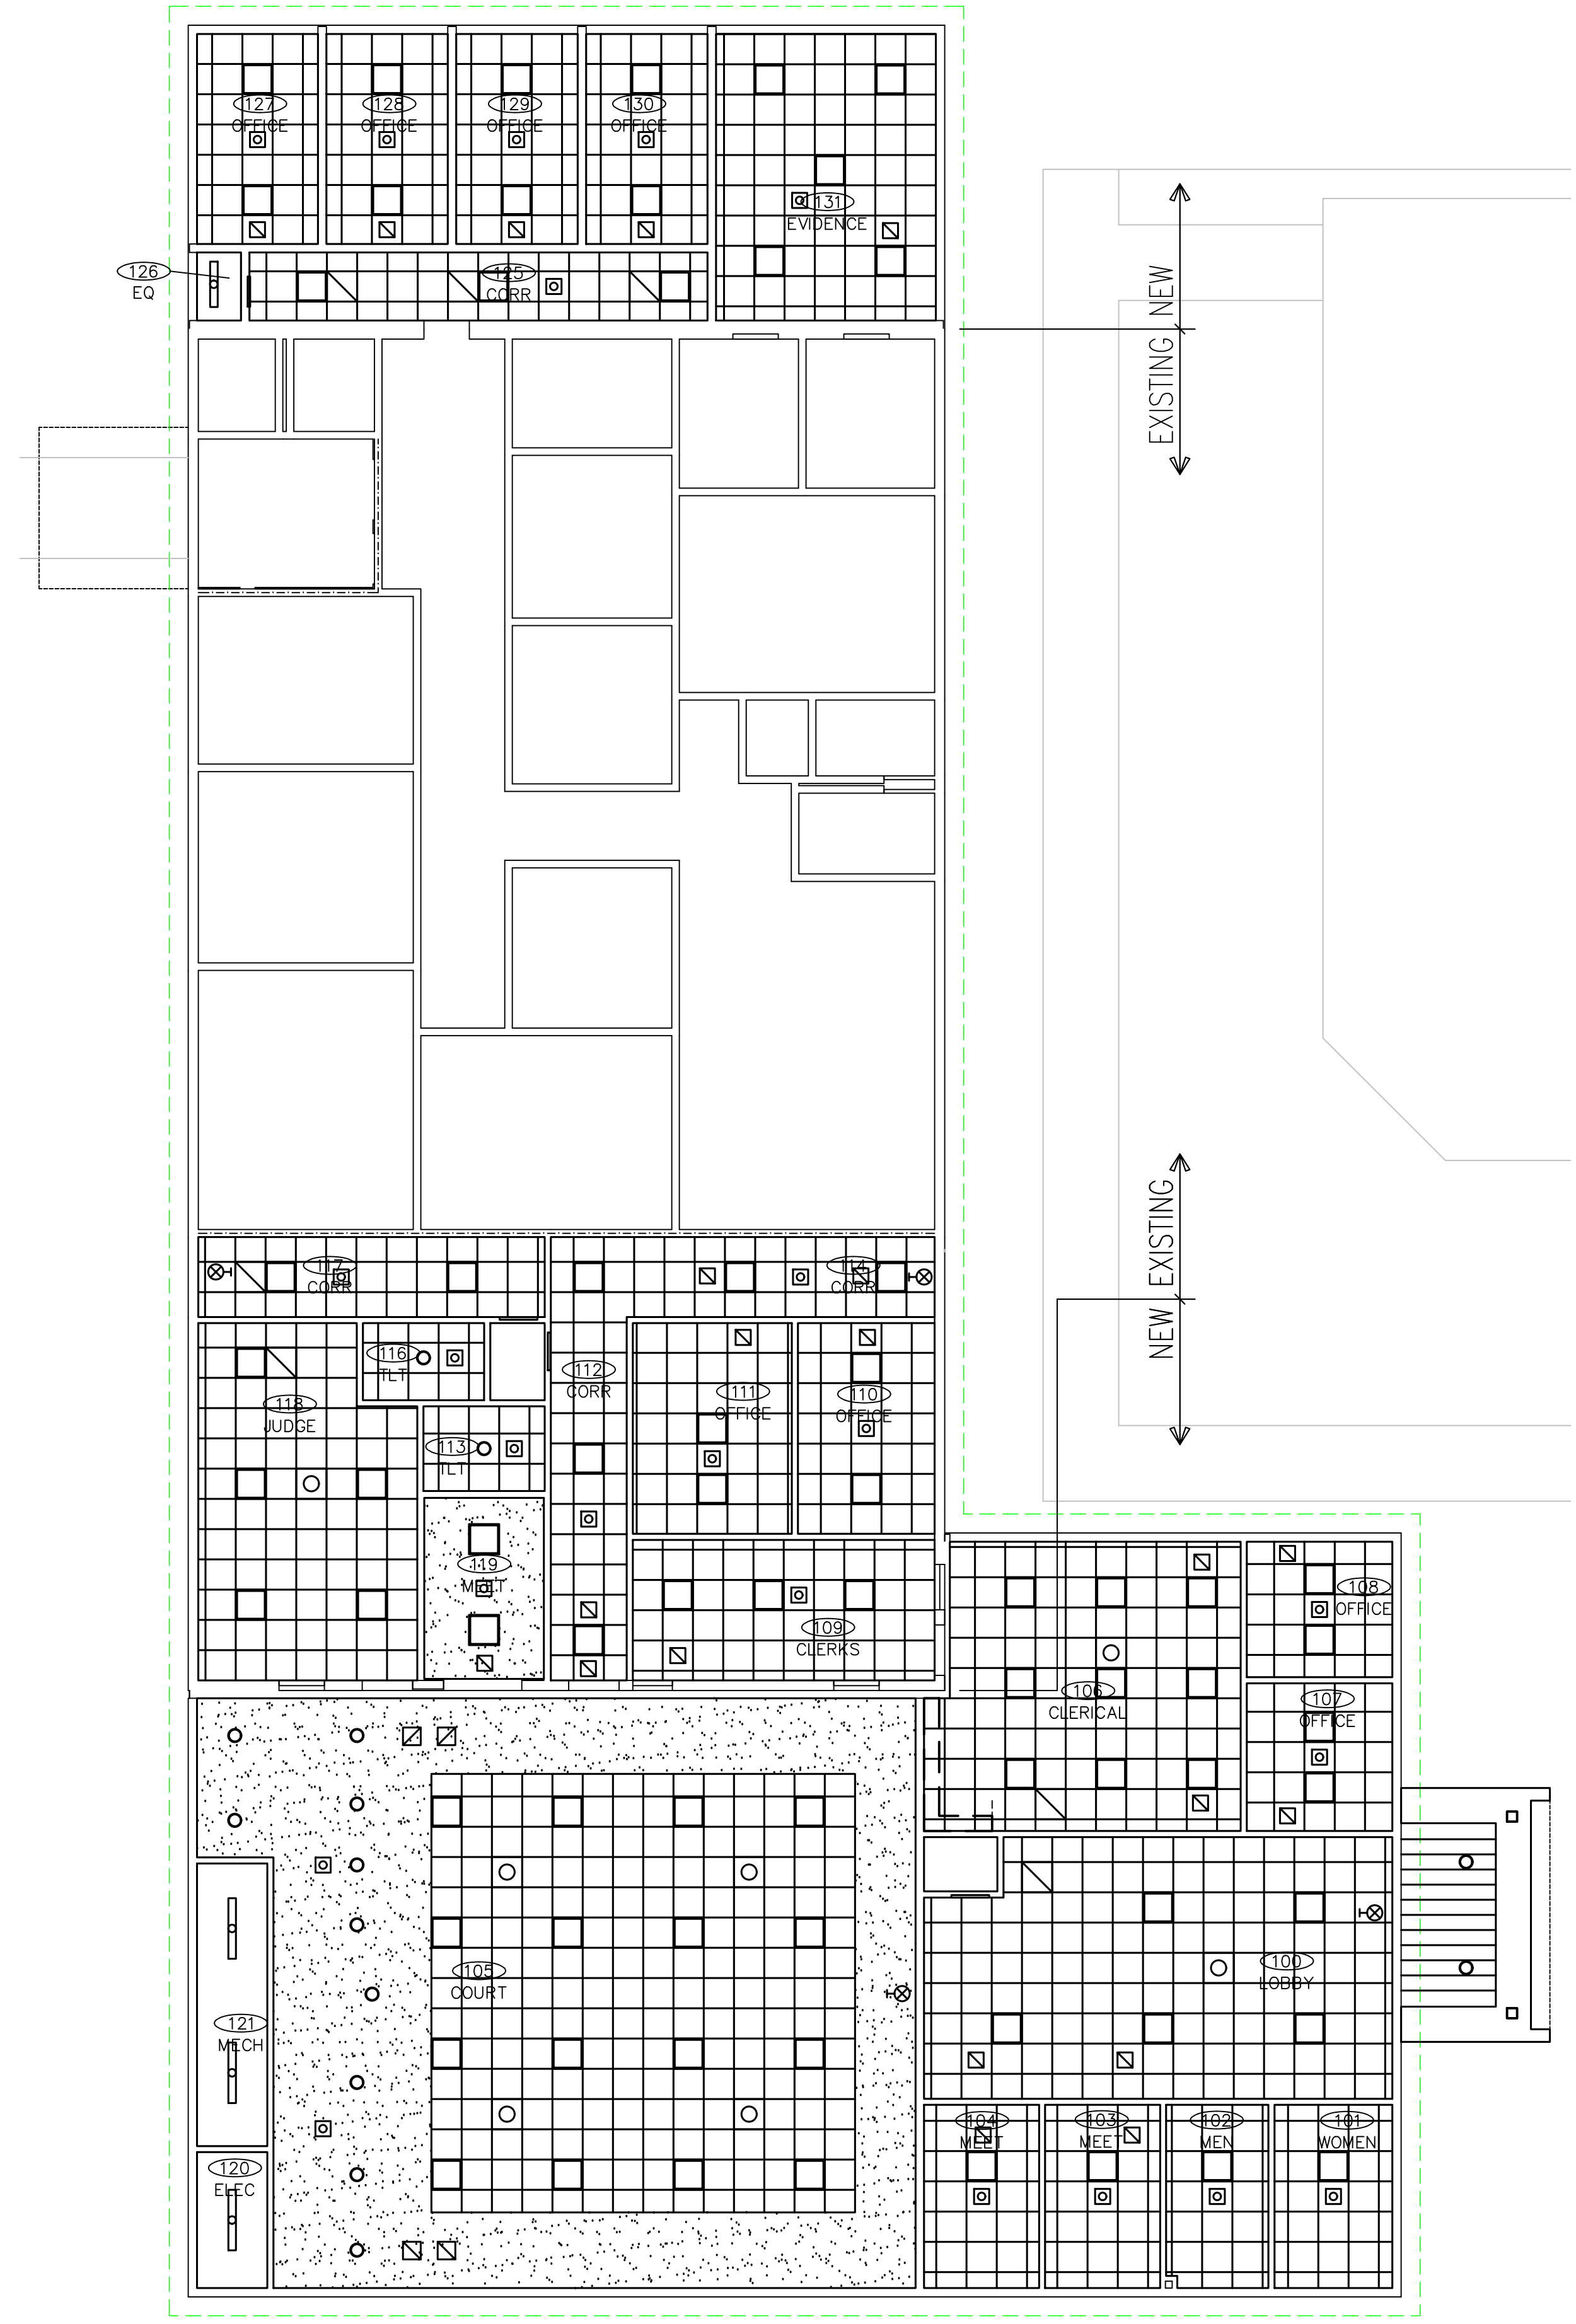 127
OFFICE
128
OFFICE
129
OFFICE
130
OFFICE
131
EVIDENCE
126
EQ
125
CORR
NEW
EXISTING
117
CORR
114
CORR
EXISTING
NEW
116
TLT
112
CORR
111
OFFICE
110
OFFICE
118
JUDGE
113
TLT
119
MEET
109
CLERKS
108
OFFICE
106
CLERICAL
107
OFFICE
105
COURT
100
LOBBY
121
MECH
104
MEET
103
MEET
102
MEN
101
WOMEN
120
ELEC